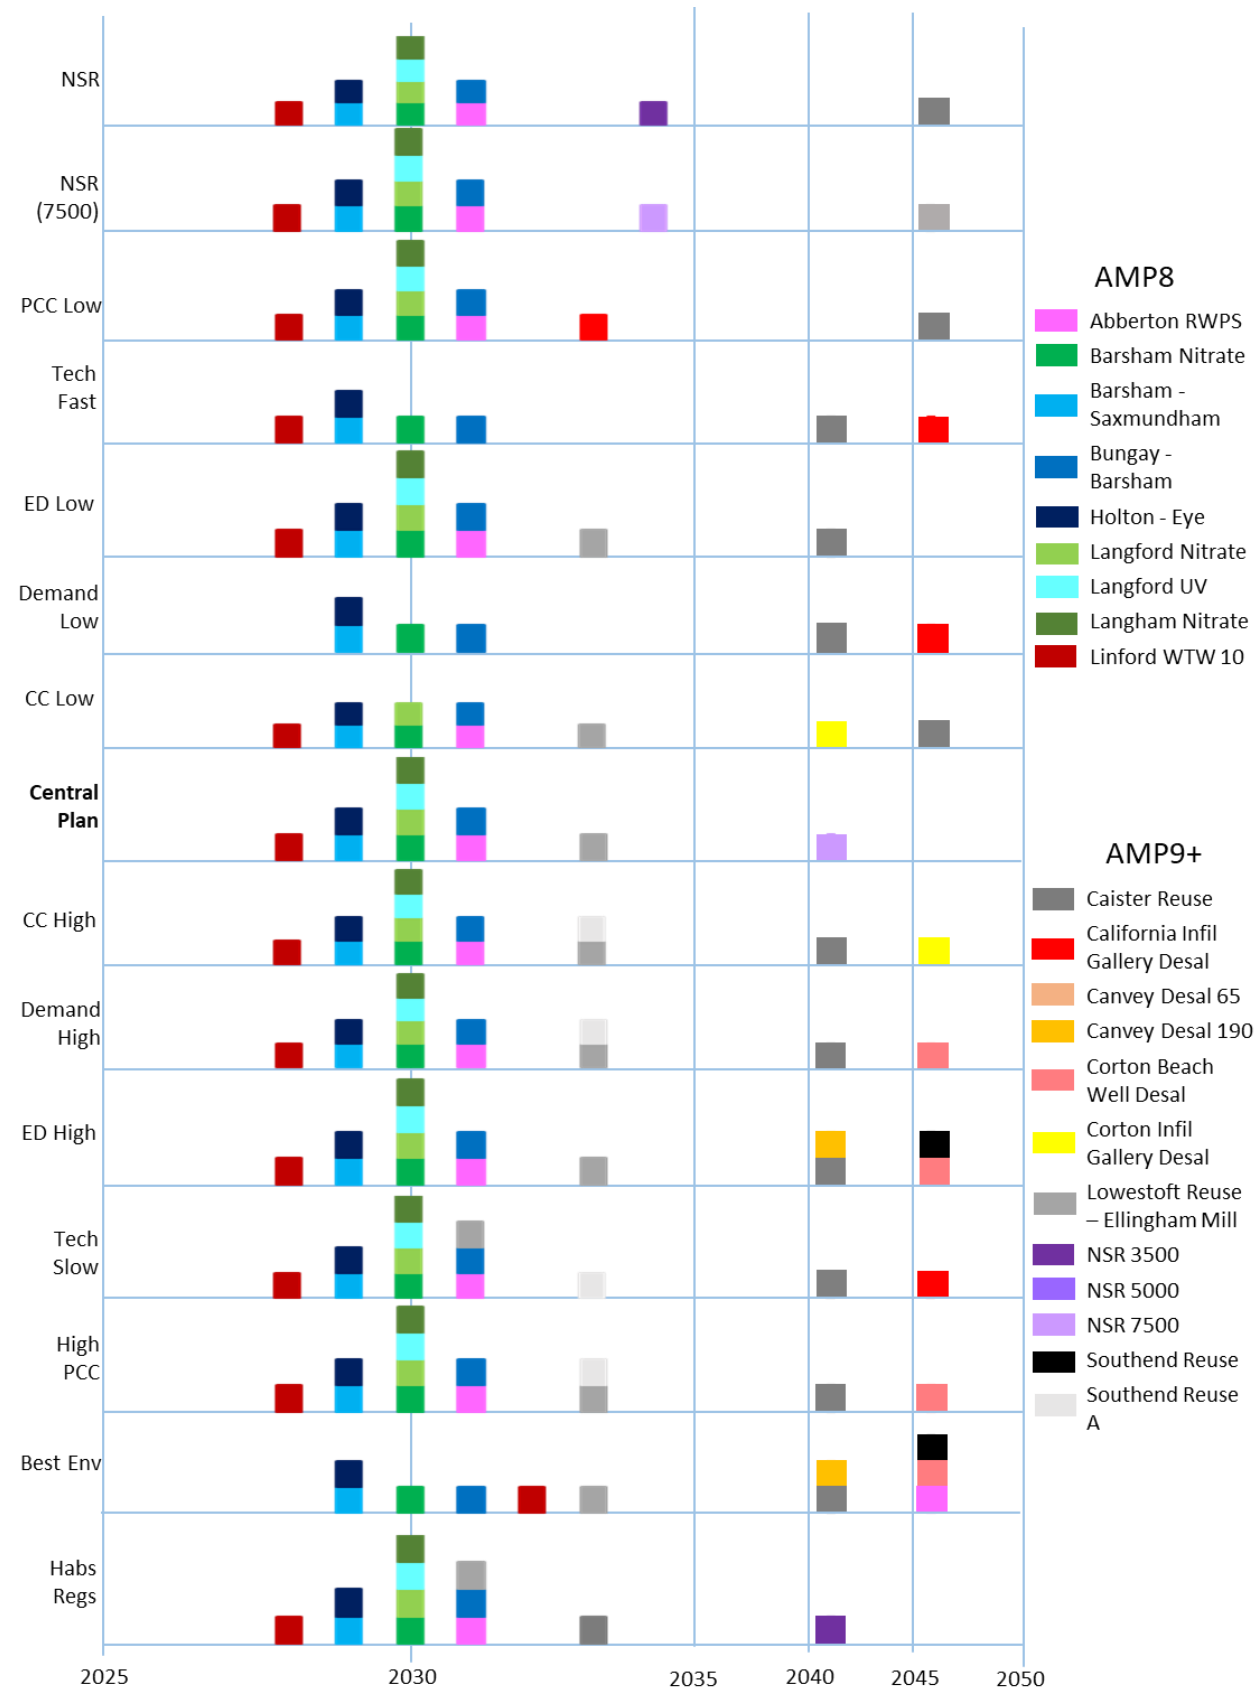 NSR
NSR
(7500)
PCC Low
Tech
Fast
ED Low
Demand
Low
CC Low
Central
Plan
CC High
Demand
High
ED High
Tech
Slow
High
PCC
Best Env
Habs
Regs
2025
2030
2035
2040
2045
2050
AMP8
Abberton RWPS
Barsham Nitrate
Barsham -
Saxmundham
Bungay -
Barsham
Holton - Eye
Langford Nitrate
Langford UV
Langham Nitrate
Linford WTW 10
AMP9+
Caister Reuse
California Infil
Gallery Desal
Canvey Desal 65
Canvey Desal 190
Corton Beach
Well Desal
Corton Infil
Gallery Desal
Lowestoft Reuse
– Ellingham Mill
NSR 3500
NSR 5000
NSR 7500
Southend Reuse
Southend Reuse
A